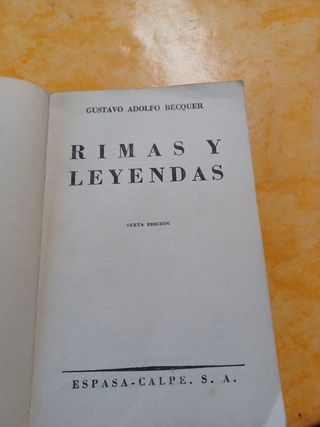 GUSTAVO ADOLFO BECQUER
RIMAS Y
LEYENDAS
SEXTA EDICIÓN
ESPASA-CALPE, S. A.